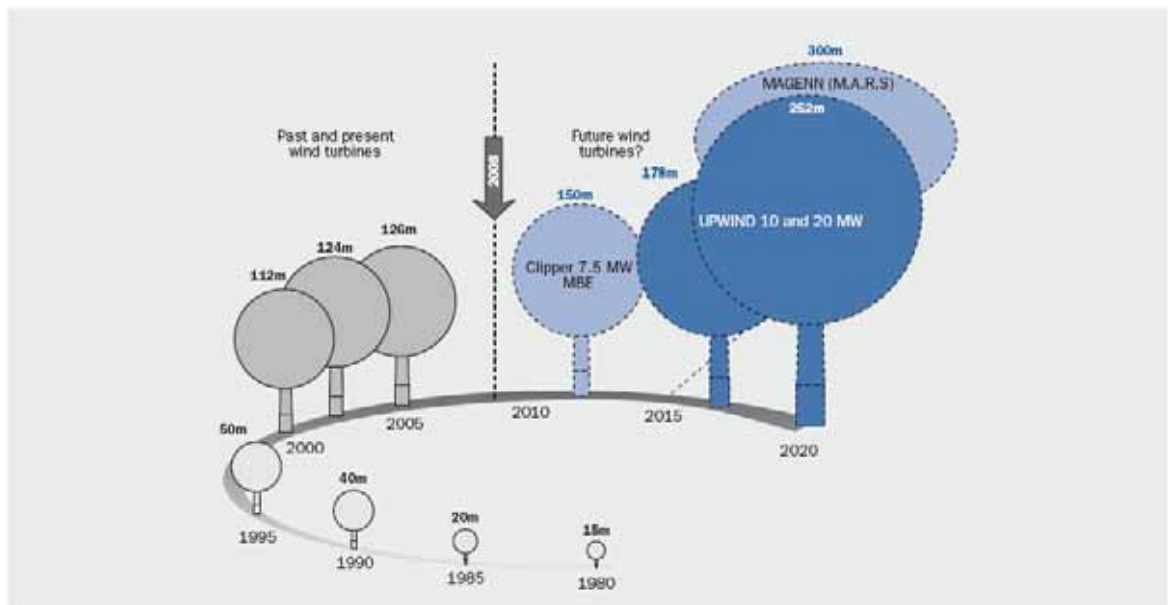 300m
MAGENN (M.A.R.S)
252m
Past and present
wind turbines
2008
Future wind
turbines?
178m
150m
UPWIND 10 and 20 MW
126m
124m
112m
Clipper 7.5 MW
MBE
2010
2015
2005
2000
2020
50m
40m
20m
15m
1995
1990
1985
1980